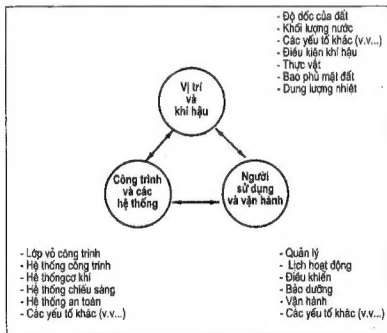 - Độ dốc của đất
- Khối lượng nước
- Các yếu tố khác (v.v...)
- Điều kiện khí hậu
- Thực vật
- Bao phủ mặt đất
- Dung lượng nhiệt
Vị trí
và
khí hậu
Công trình
và các
hệ thống
Người
sử dụng
và vận hành
- Lớp vỏ công trình
- Hệ thống công trình
- Hệ thốngcơ khí
- Hệ thống chiếu sáng
- Hệ thống an toàn
- Các yếu tố khác (v.v...)
- Quản lý
- Lịch hoạt động
- Điều khiển
- Bảo dưỡng
- Vận hành
- Các yếu tố khác (v.v...)